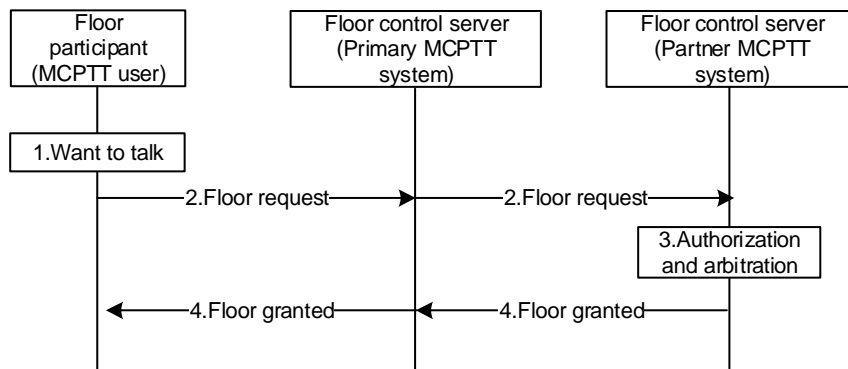 Floor
participant
(MCPTT user)
Floor control server
(Primary MCPTT
system)
Floor control server
(Partner MCPTT
system)
1.Want to talk
2.Floor request
2.Floor request
3.Authorization
and arbitration
4.Floor granted
4.Floor granted